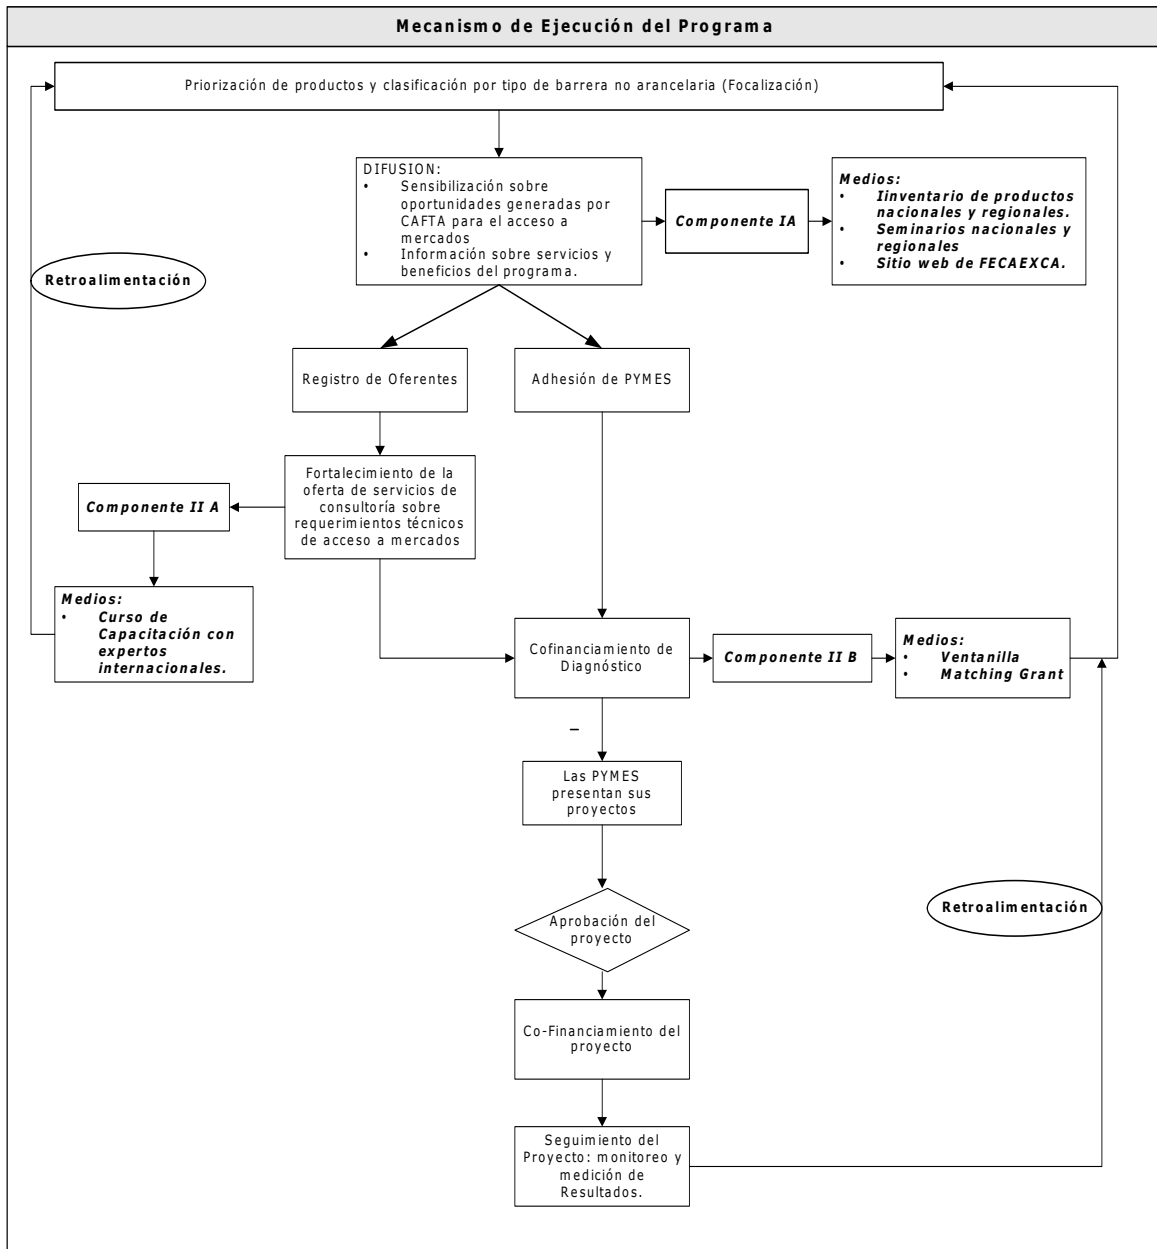 Mecanismo de Ejecución del Programa
Priorización de productos y clasificación por tipo de barrera no arancelaria (Focalización)
DIFUSION:
• Sensibilización sobre
oportunidades generadas por
CAFTA para el acceso a
mercados
• Información sobre servicios y
beneficios del programa.
Componente IA
Medios:
• Iinventario de productos
nacionales y regionales.
• Seminarios nacionales y
regionales
• Sitio web de FECAEXCA.
Retroalimentación
Registro de Oferentes
Adhesión de PYMES
Fortalecimiento de la
oferta de servicios de
consultoría sobre
requerimientos técnicos
de acceso a mercados
Componente II A
Medios:
• Curso de
Capacitación con
expertos
internacionales.
Cofinanciamiento de
Diagnóstico
Componente II B
Medios:
• Ventanilla
• Matching Grant
–
Las PYMES
presentan sus
proyectos
Aprobación del
proyecto
Retroalimentación
Co-Financiamiento del
proyecto
Seguimiento del
Proyecto: monitoreo y
medición de
Resultados.